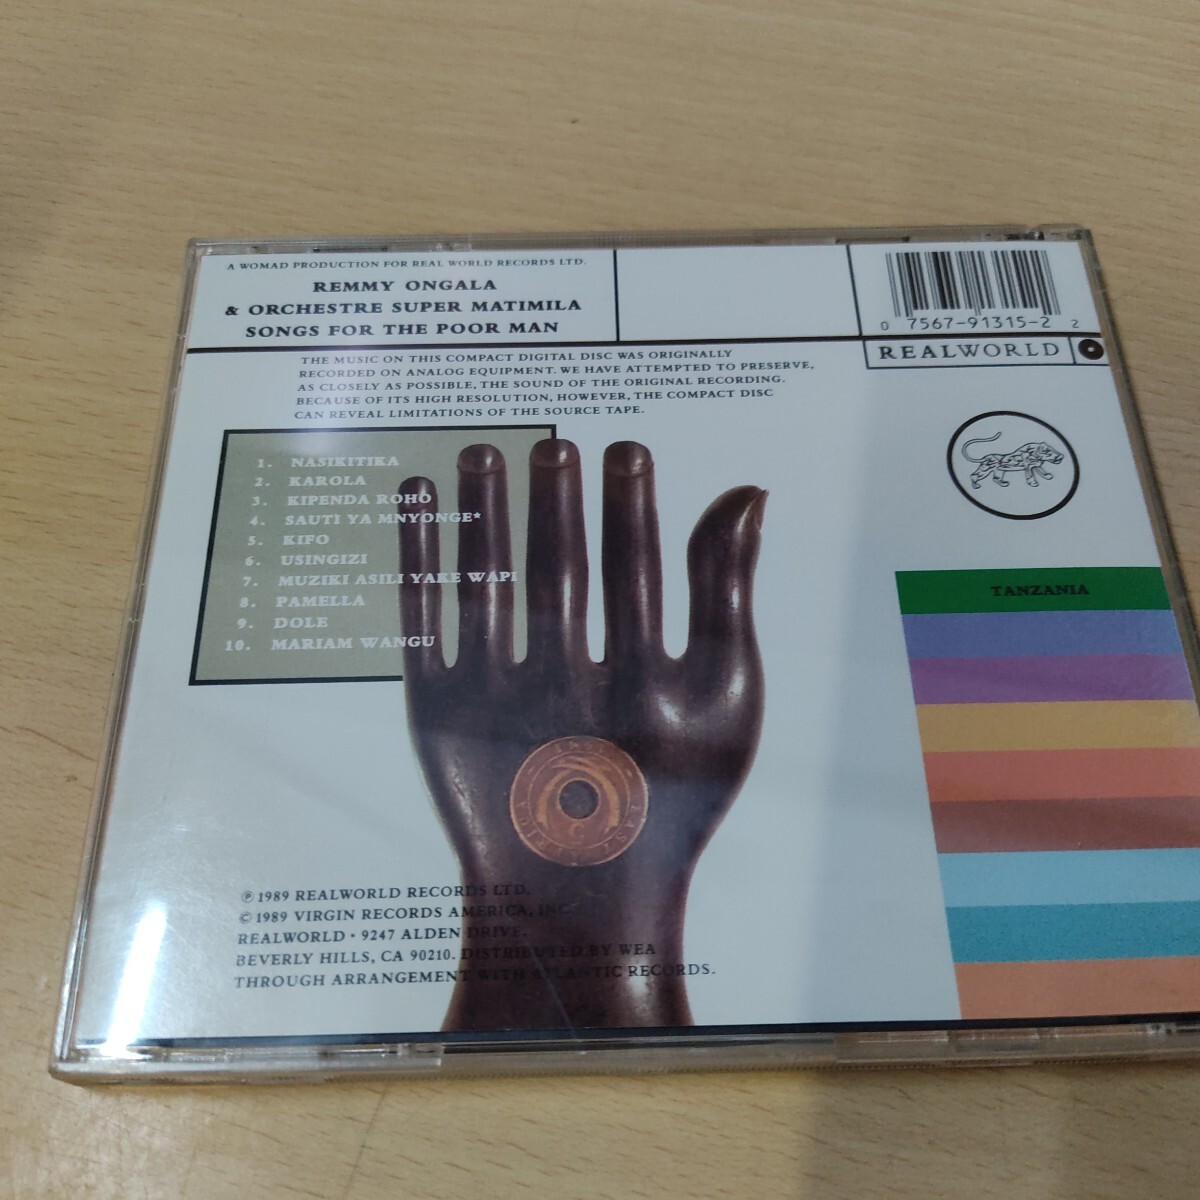 A WOMAD PRODUCTION FOR REAL WORLD RECORDS LTD.
REMMY ONGALA
& ORCHESTRE SUPER MATIMILA
SONGS FOR THE POOR MAN
0 7567-91315-2 2
REALWORLD
THE MUSIC ON THIS COMPACT DIGITAL DISC WAS ORIGINALLY
RECORDED ON ANALOG EQUIPMENT. WE HAVE ATTEMPTED TO PRESERVE,
AS CLOSELY AS POSSIBLE, THE SOUND OF THE ORIGINAL RECORDING.
BECAUSE OF ITS HIGH RESOLUTION, HOWEVER, THE COMPACT DISC
CAN REVEAL LIMITATIONS OF THE SOURCE TAPE.
1. NASIKITIKA
2. KAROLA
3. KIPENDA ROHO
4. SAUTI YA MNYONGE*
5. KIFO
6. USINGIZI
7. MUZIKI ASILI YAKE WAPI
8. PAMELLA
9. DOLE
10. MARIAM WANGU
TANZANIA
℗ 1989 REALWORLD RECORDS LTD.
© 1989 VIRGIN RECORDS AMERICA, INC.
REALWORLD • 9247 ALDEN DRIVE.
BEVERLY HILLS, CA 90210. DISTRIBUTED BY WEA
THROUGH ARRANGEMENT WITH ATLANTIC RECORDS.